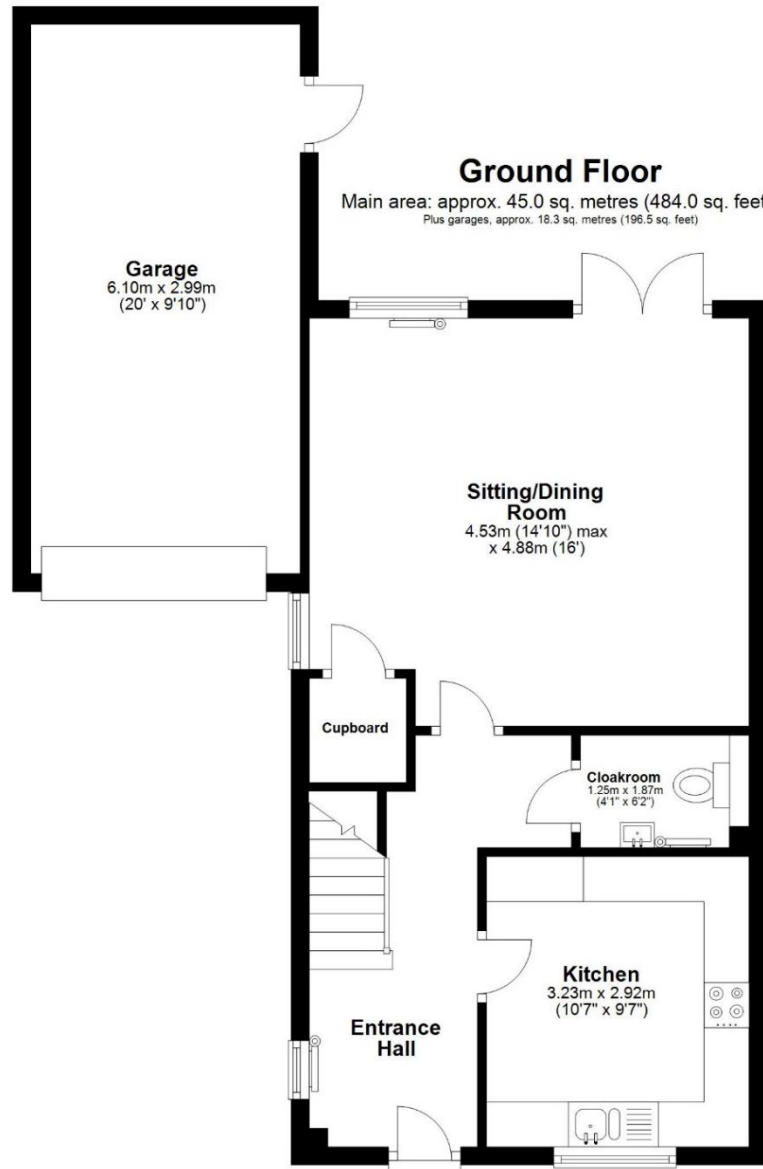 Ground Floor
Main area: approx. 45.0 sq. metres (484.0 sq. feet
Plus garages, approx. 18.3 sq. metres (196.5 sq. feet)
Garage
6.10m x 2.99m
(20' x 9'10")
Sitting/Dining
Room
4.53m (14'10") max
x 4.88m (16')
Cupboard
Cloakroom
1.25m x 1.87m
(4'1" x 6'2")
Kitchen
3.23m x 2.92m
(10'7" x 9'7")
Entrance
Hall